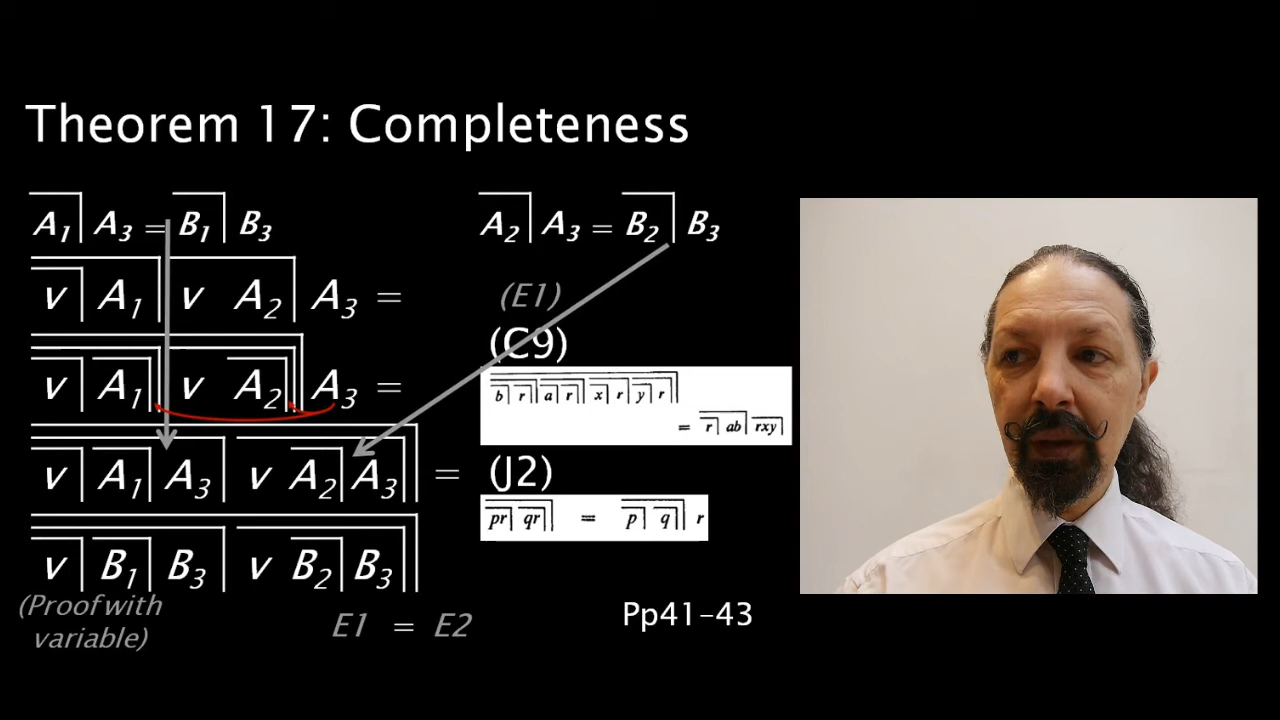 Theorem 17: Completeness
A₁ A₃ = B₁ B₃
A₂ A₃ = B₂ B₃
v A₁ v A₂ A₃ = (E1)
(C9)
v A₁ v A₂ A₃ =
b r a r x r y r
= r ab rxy
v A₁ A₃ v A₂ A₃ = (J2)
pr qr = p q r
v B₁ B₃ v B₂ B₃
(Proof with
variable)
E1 = E2
Pp41-43